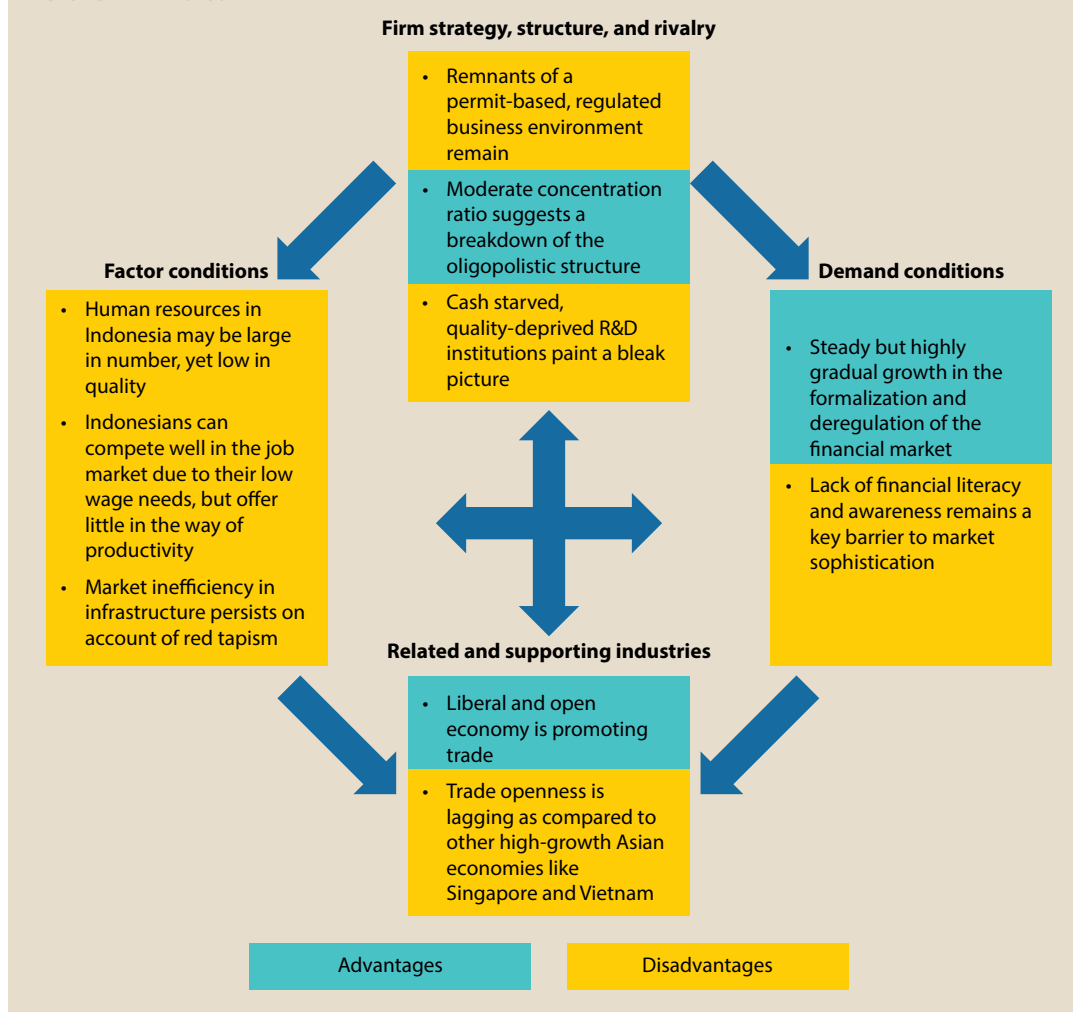 Firm strategy, structure, and rivalry
• Remnants of a
permit-based, regulated
business environment
remain
• Moderate concentration
ratio suggests a
breakdown of the
oligopolistic structure
• Cash starved,
quality-deprived R&D
institutions paint a bleak
picture
Factor conditions
• Human resources in
Indonesia may be large
in number, yet low in
quality
• Indonesians can
compete well in the job
market due to their low
wage needs, but offer
little in the way of
productivity
• Market inefficiency in
infrastructure persists on
account of red tapism
Demand conditions
• Steady but highly
gradual growth in the
formalization and
deregulation of the
financial market
• Lack of financial literacy
and awareness remains a
key barrier to market
sophistication
Related and supporting industries
• Liberal and open
economy is promoting
trade
• Trade openness is
lagging as compared to
other high-growth Asian
economies like
Singapore and Vietnam
Advantages
Disadvantages